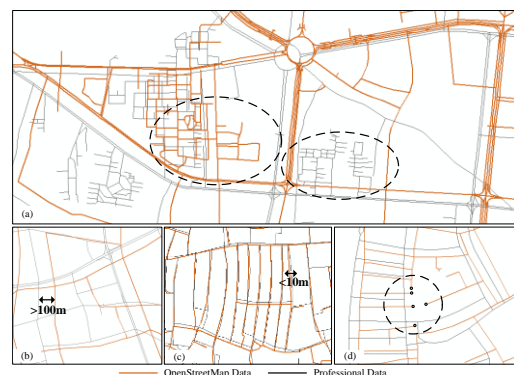 (a)
>100m
(b)
<10m
(c)
(d)
OpenStreetMap Data Professional Data